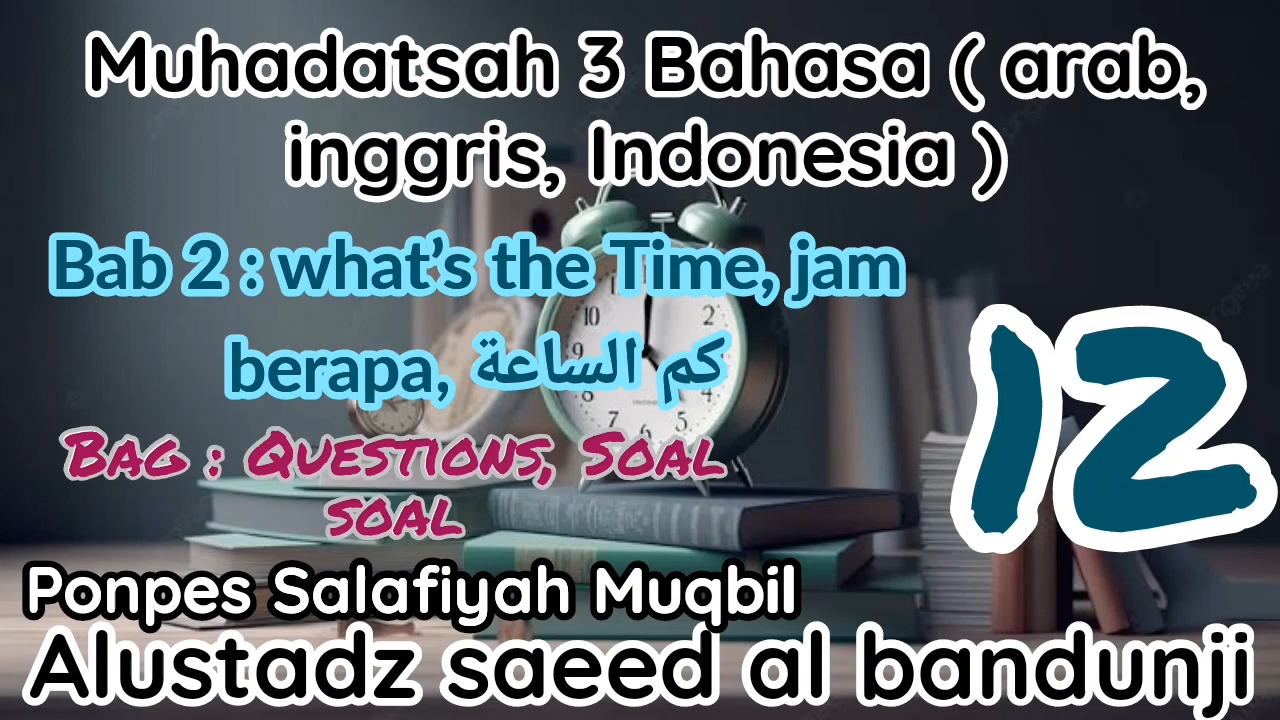 Muhadatsah 3 Bahasa ( arab,
inggris, Indonesia )
Bab 2 : what's the Time, jam
berapa, كم الساعة
Bag : Questions, Soal
soal
12
Ponpes Salafiyah Muqbil
Alustadz saeed al bandunji